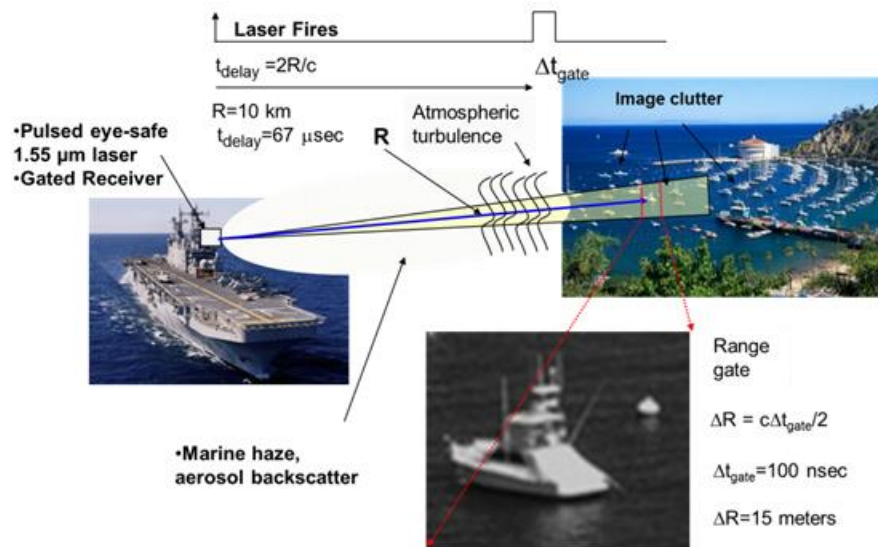 Laser Fires
t_delay =2R/c
Δt_gate
R=10 km
t_delay=67 μsec
Atmospheric
turbulence
Image clutter
•Pulsed eye-safe
1.55 μm laser
•Gated Receiver
R
Range
gate
ΔR = cΔt_gate/2
•Marine haze,
aerosol backscatter
Δt_gate=100 nsec
ΔR=15 meters